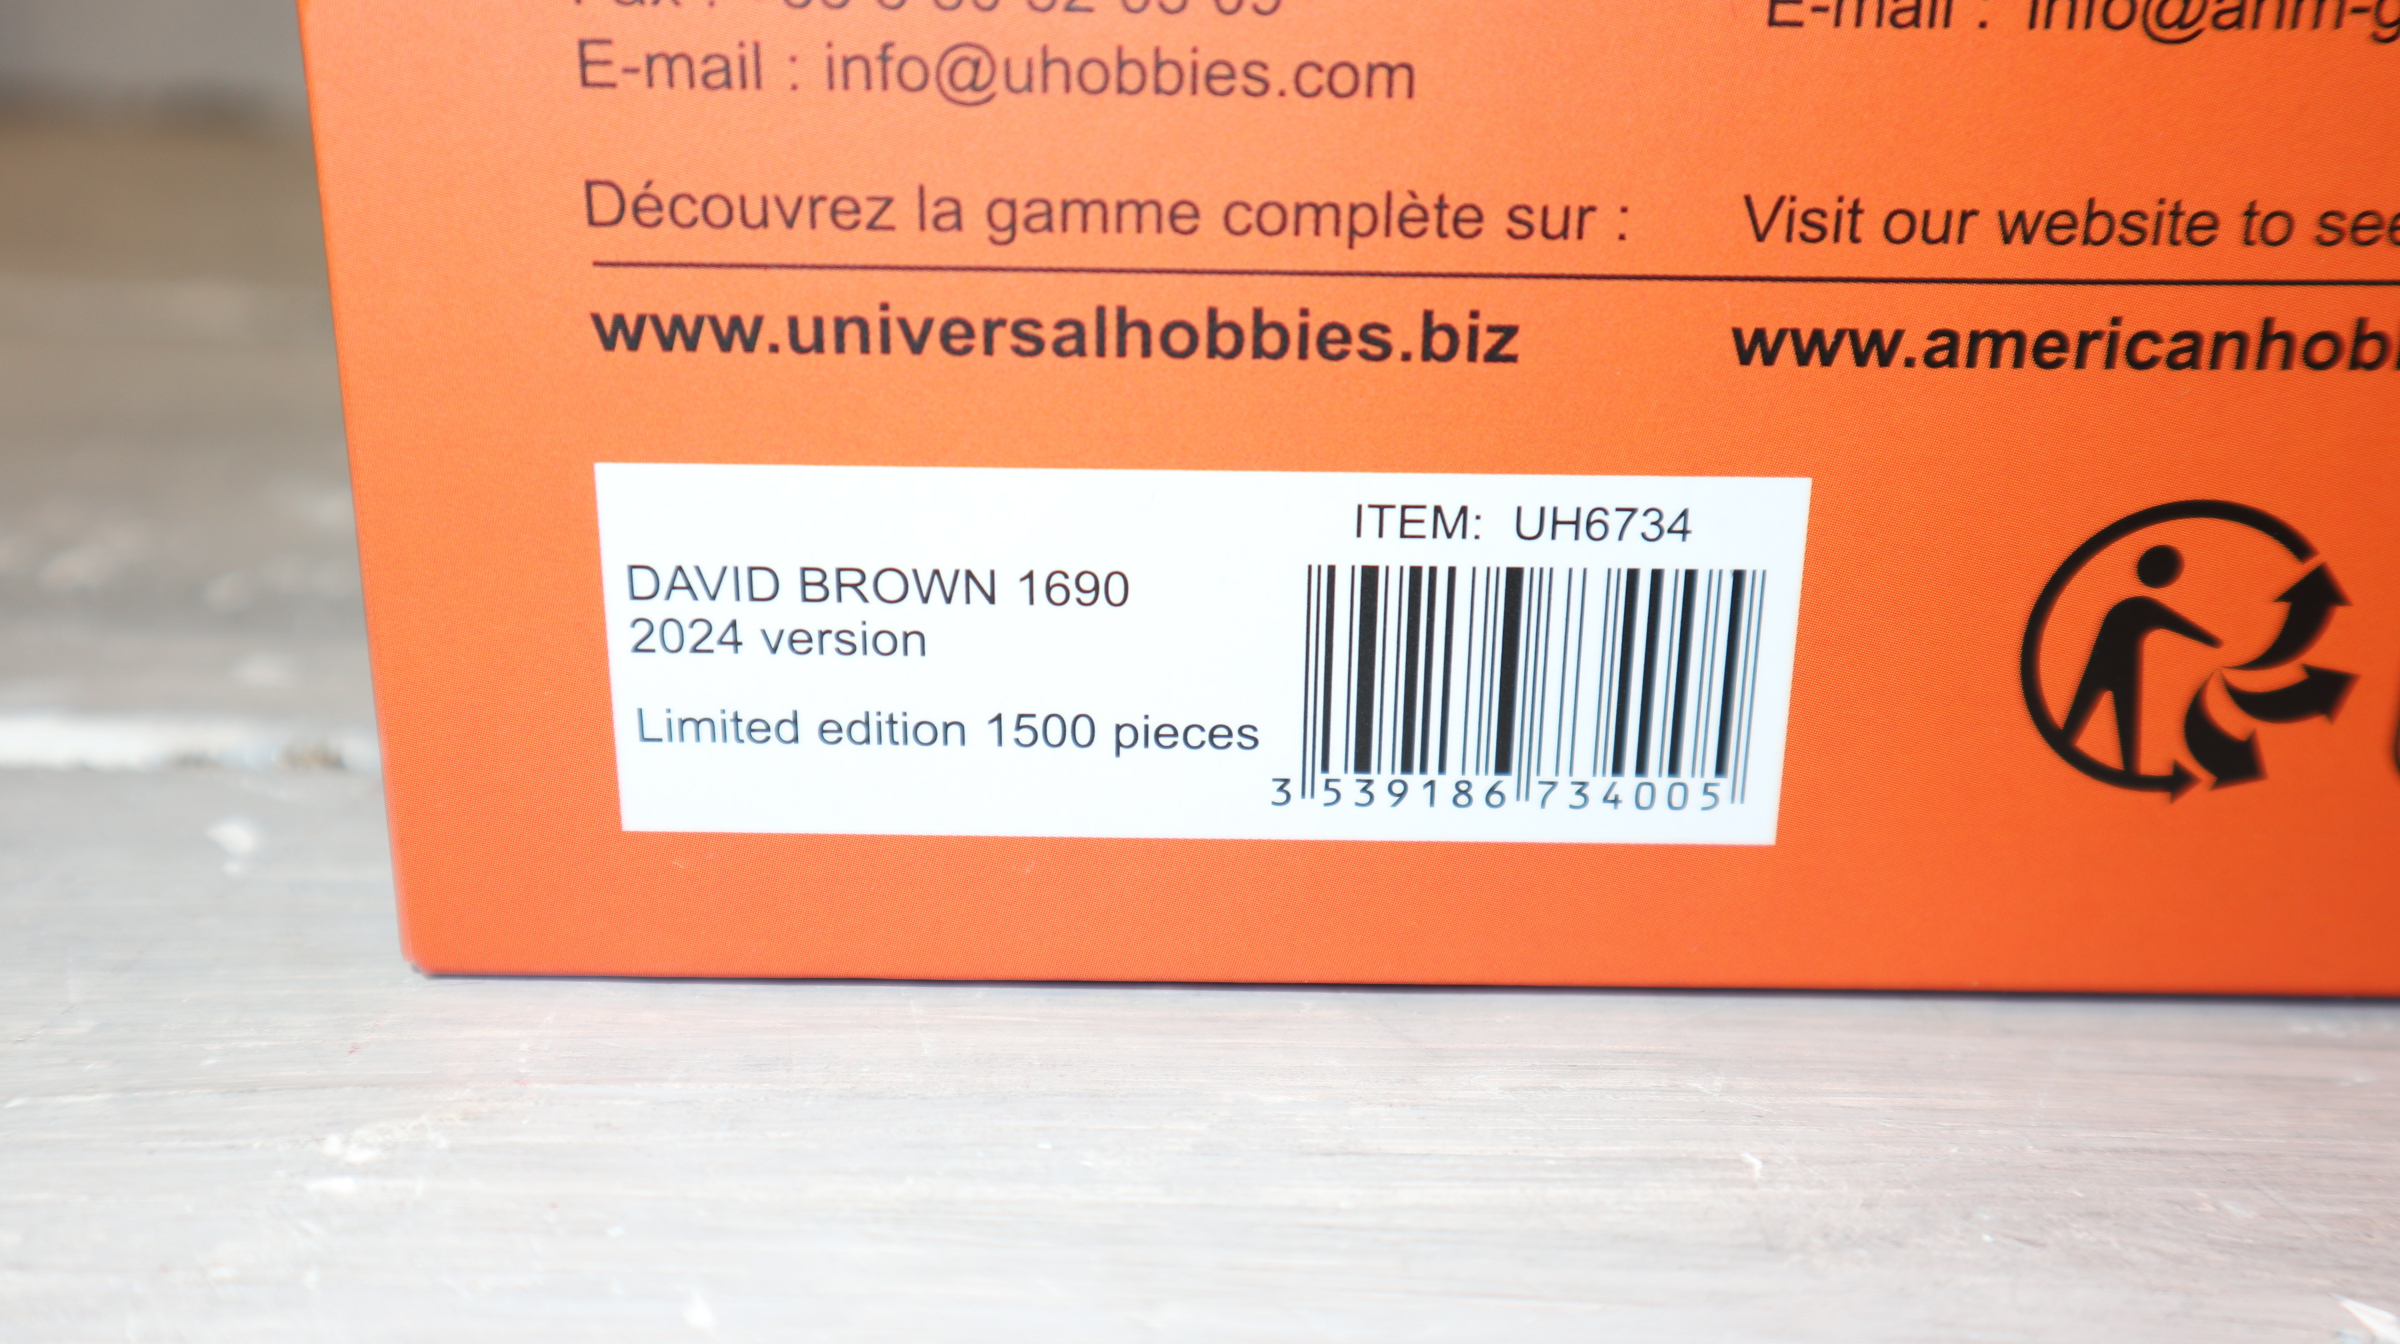 E-mail : info@uhobbies.com
Découvrez la gamme complète sur :
Visit our website to see
www.universalhobbies.biz
ITEM: UH6734
DAVID BROWN 1690
2024 version
Limited edition 1500 pieces
3 539186 734005